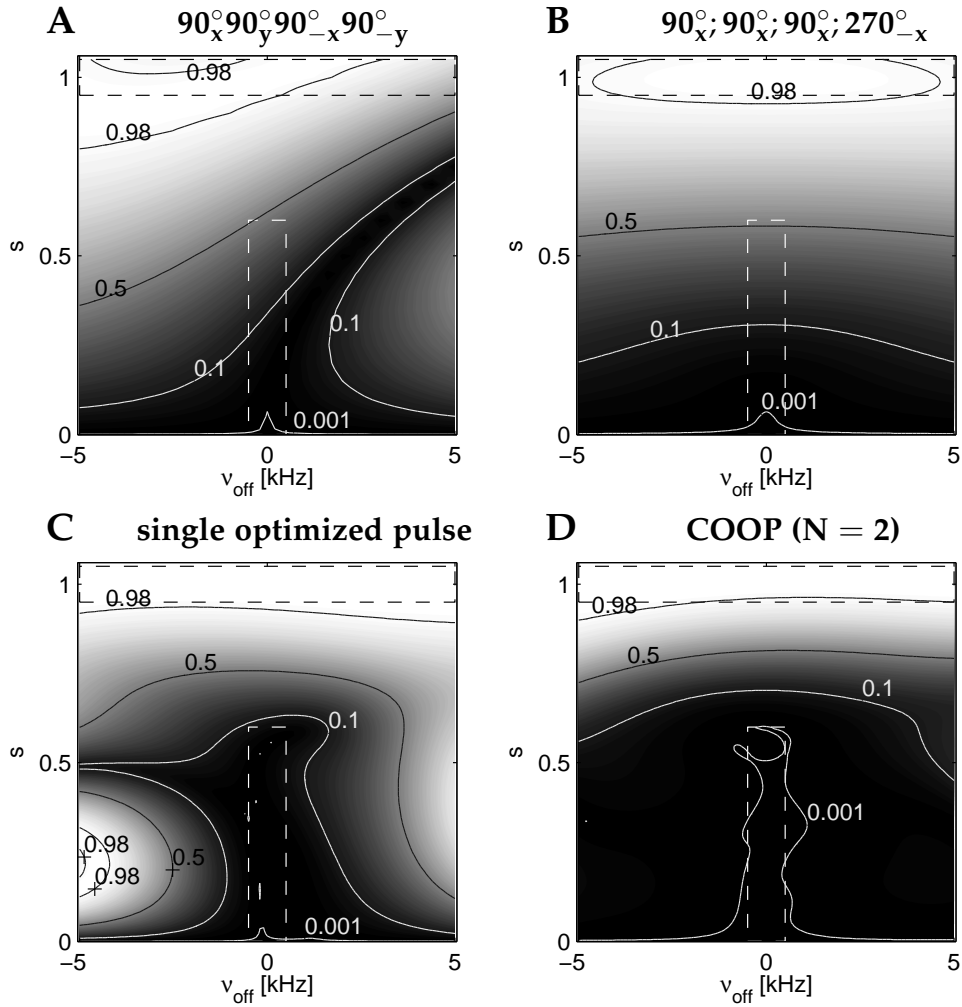 A 90°x90°y90°−x90°−y
1
0.98
0.98
0.5
0.5
0.1
0.1
0.001
0
s
−5 0 5
νoff [kHz]
B 90°x; 90°x; 90°x; 270°−x
1
0.98
0.5
0.5
0.1
0.001
0
s
−5 0 5
νoff [kHz]
C single optimized pulse
1
0.98
0.5
0.1
0.5
0.98
0.98
0.5
0.001
0
s
−5 0 5
νoff [kHz]
D COOP (N = 2)
1
0.98
0.5
0.1
0.5
0.001
0
s
−5 0 5
νoff [kHz]